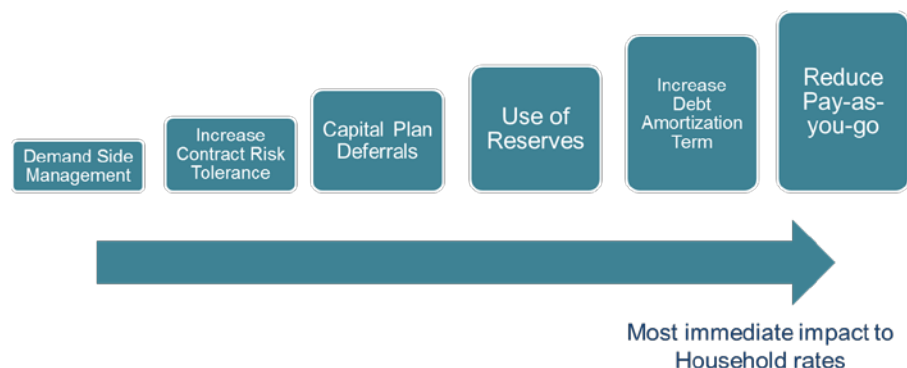 Demand Side
Management
Increase
Contract Risk
Tolerance
Capital Plan
Deferrals
Use of
Reserves
Increase
Debt
Amortization
Term
Reduce
Pay-as-
you-go
Most immediate impact to
Household rates